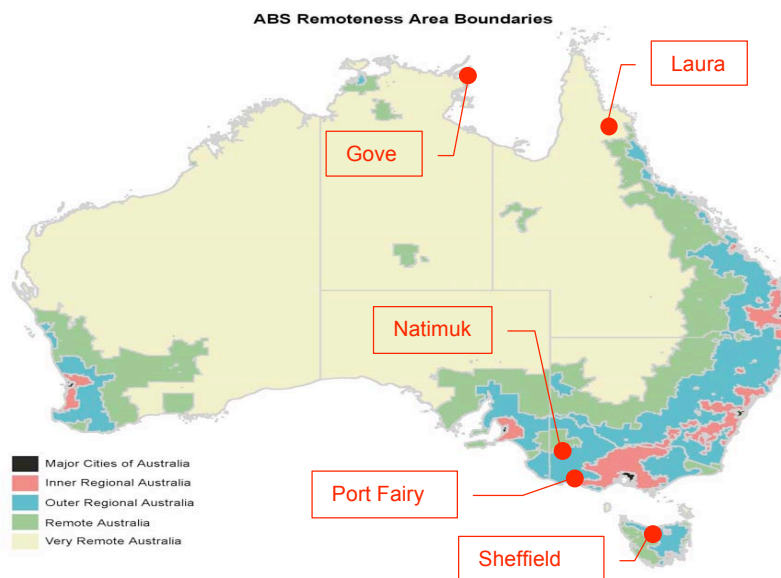 ABS Remoteness Area Boundaries
Laura
Gove
Natimuk
Major Cities of Australia
Inner Regional Australia
Outer Regional Australia
Remote Australia
Very Remote Australia
Port Fairy
Sheffield